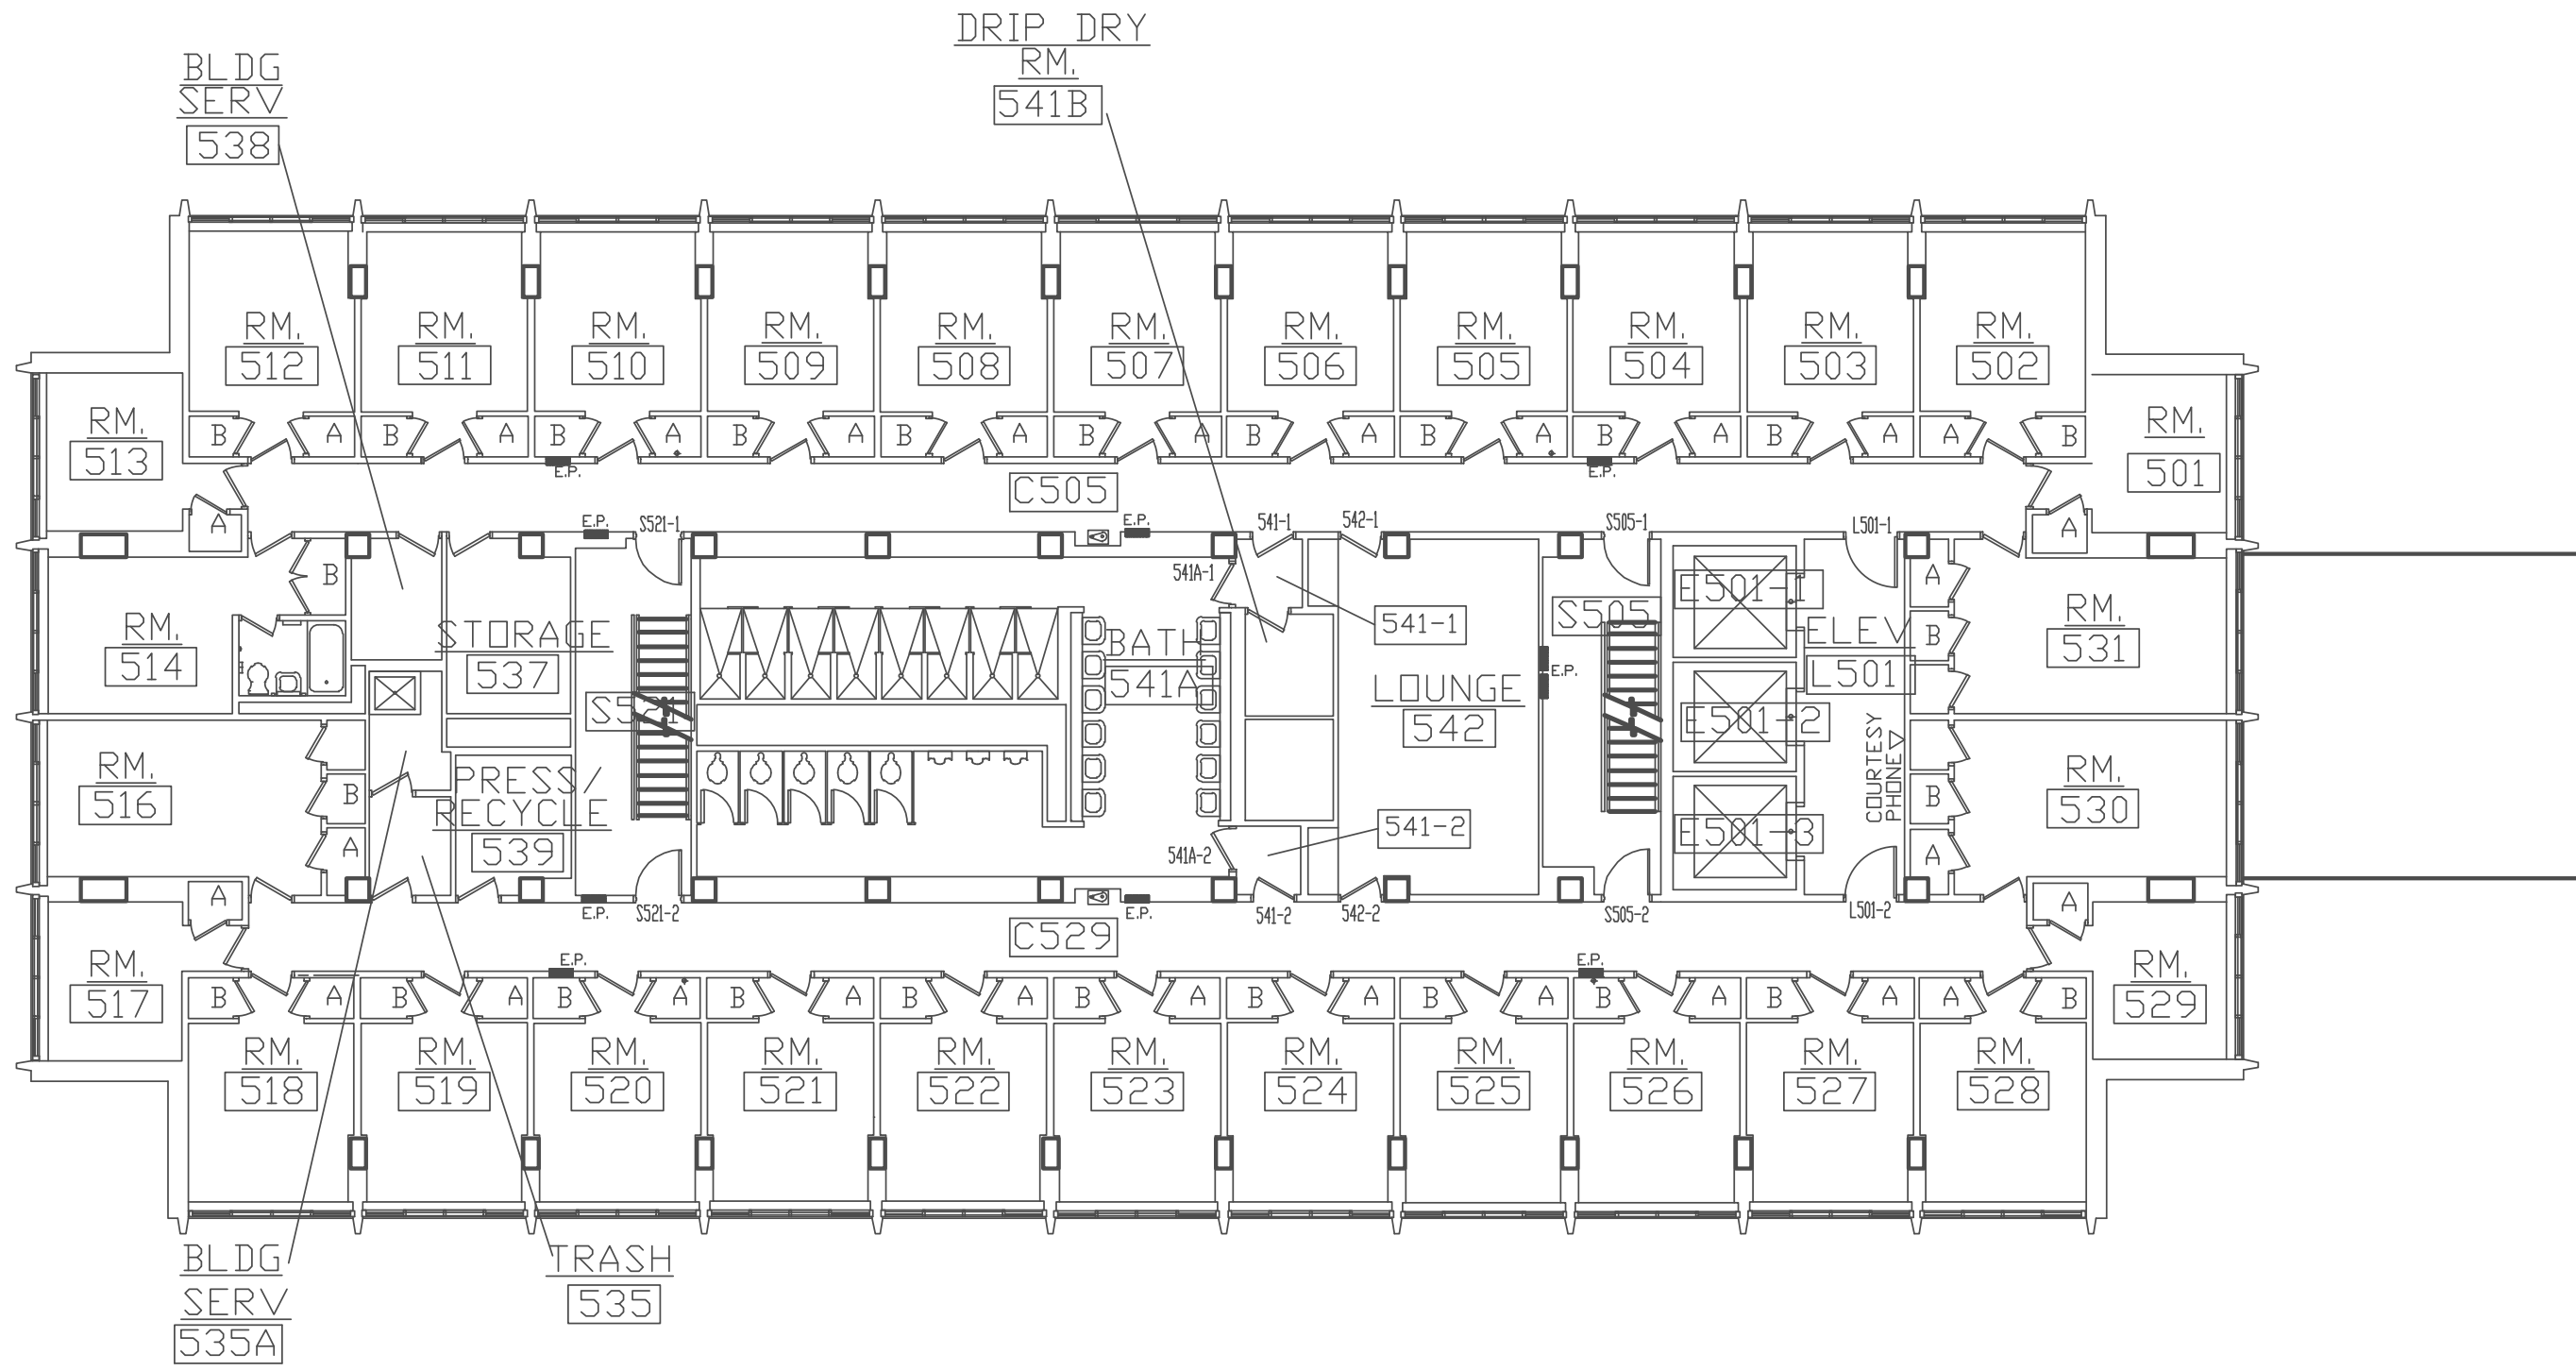 DRIP DRY
RM.
541B
BLDG
SERV
538
RM.
512
RM.
511
RM.
510
RM.
509
RM.
508
RM.
507
RM.
506
RM.
505
RM.
504
RM.
503
RM.
502
RM.
513
RM.
501
B A B A B A B A B A B A B A B A B A B A A B
E.P.
E.P.
C505
A
A
E.P.
S521-1
E.P.
541-1
542-1
S505-1
L501-1
541A-1
B
A
RM.
514
STORAGE
537
S521
BATH
541A
541-1
LOUNGE
542
E.P.
S505
E501-1
ELEV
L501
B
RM.
531
E501-2
COURTESY
PHONE
RM.
516
B
A
PRESS/
RECYCLE
539
541-2
541A-2
E501-3
B
A
RM.
530
A
A
E.P.
S521-2
E.P.
541-2
542-2
S505-2
L501-2
C529
E.P.
E.P.
RM.
517
RM.
529
B A B A B A B A B A B A B A B A B A B A A B
RM.
518
RM.
519
RM.
520
RM.
521
RM.
522
RM.
523
RM.
524
RM.
525
RM.
526
RM.
527
RM.
528
BLDG
SERV
535A
TRASH
535